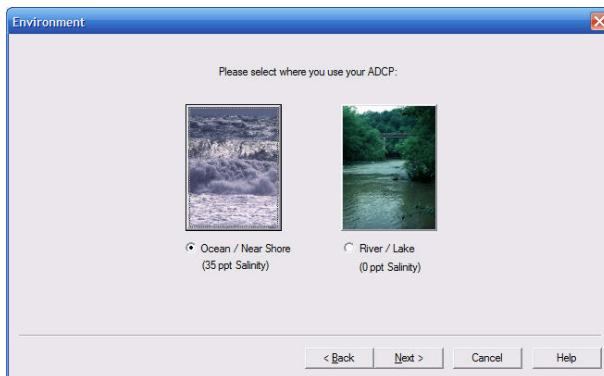 Environment
Please select where you use your ADCP:
Ocean / Near Shore
(35 ppt Salinity)
River / Lake
(0 ppt Salinity)
< Back
Next >
Cancel
Help